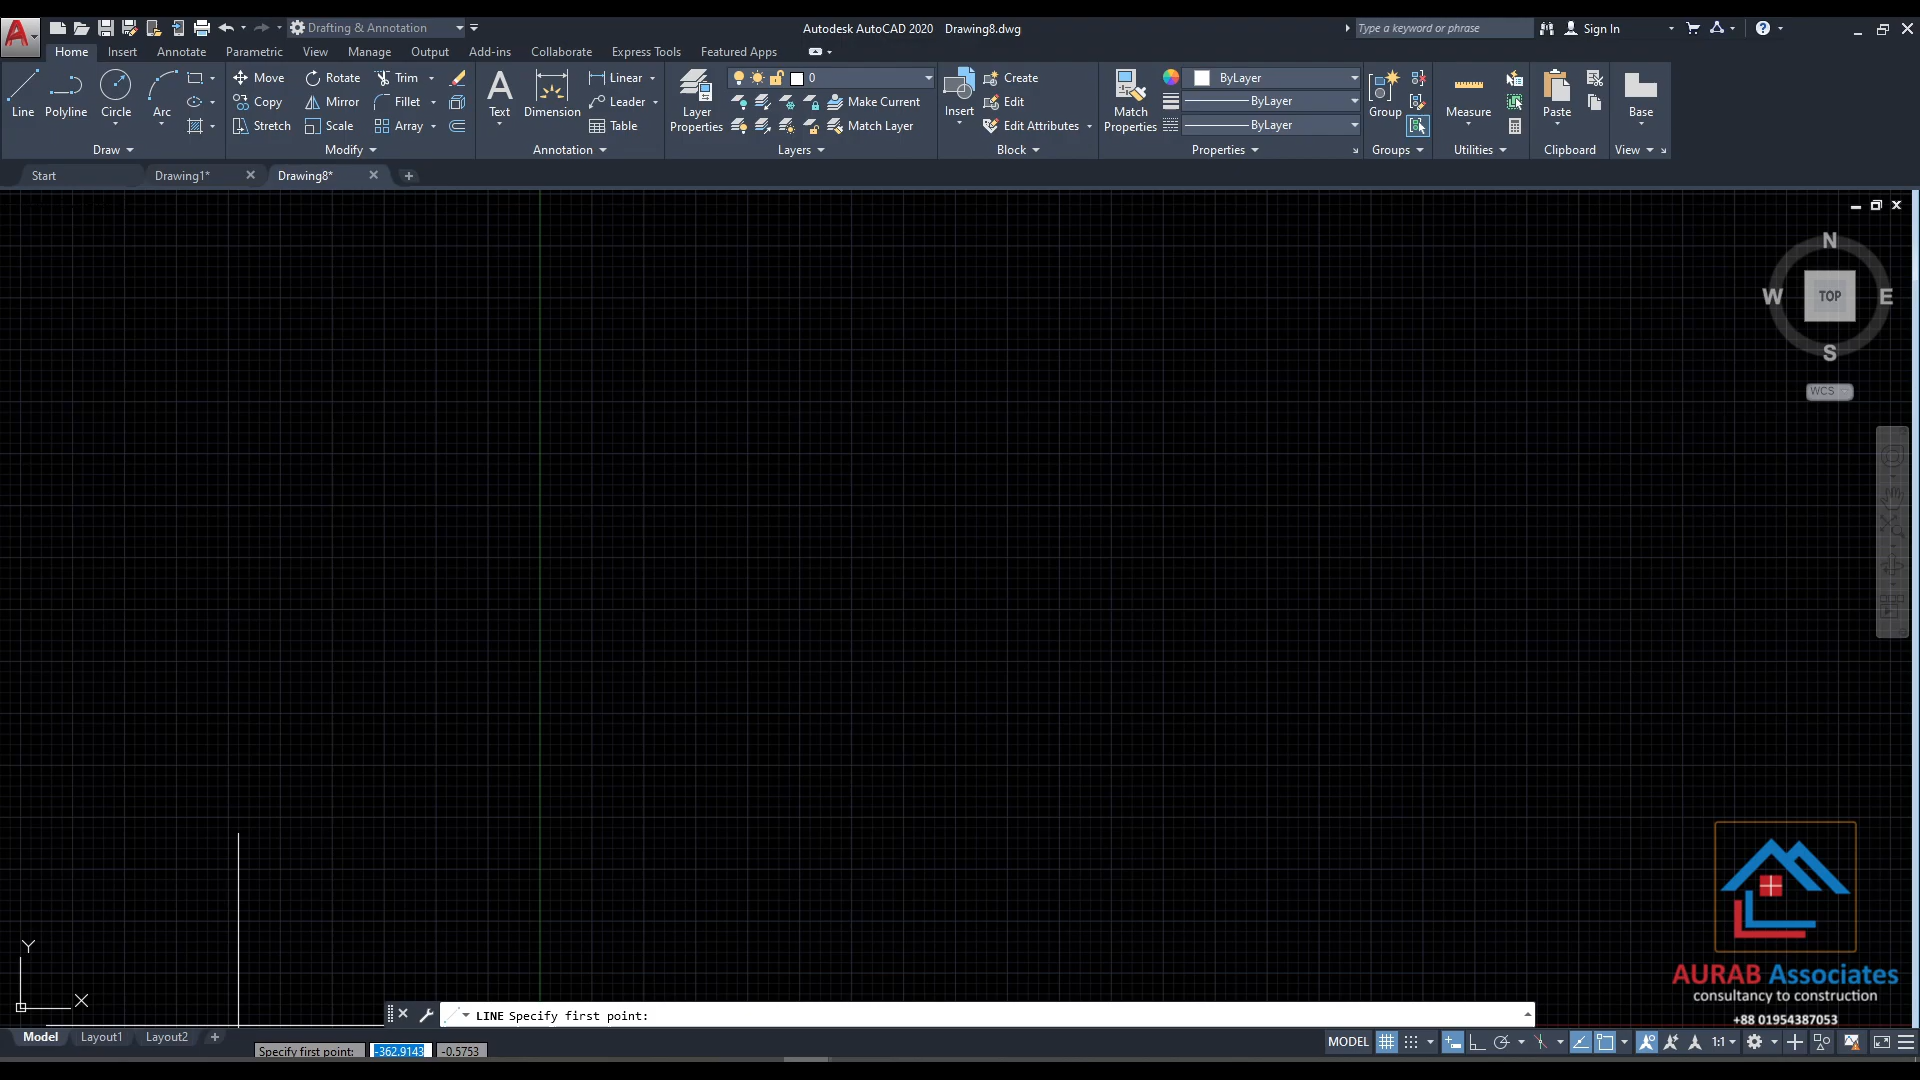 Drafting & Annotation
Autodesk AutoCAD 2020 Drawing8.dwg
Type a keyword or phrase
Sign In
Home Insert Annotate Parametric View Manage Output Add-ins Collaborate Express Tools Featured Apps
Line Polyline Circle Arc
Move Rotate Trim
Copy Mirror Fillet
Stretch Scale Array
Text Dimension
Linear
Leader
Table
Layer Properties
0
Make Current
Match Layer
Insert
Create
Edit
Edit Attributes
Match Properties
ByLayer
ByLayer
ByLayer
Group
Measure
Paste
Base
Draw Modify Annotation Layers Block Properties Groups Utilities Clipboard View
Start Drawing1* Drawing8*
N
W TOP E
S
WCS
Y
X
AURAB Associates
consultancy to construction
+88 01954387053
LINE Specify first point:
Model Layout1 Layout2
Specify first point: -362.9143 -0.5753
MODEL 1:1